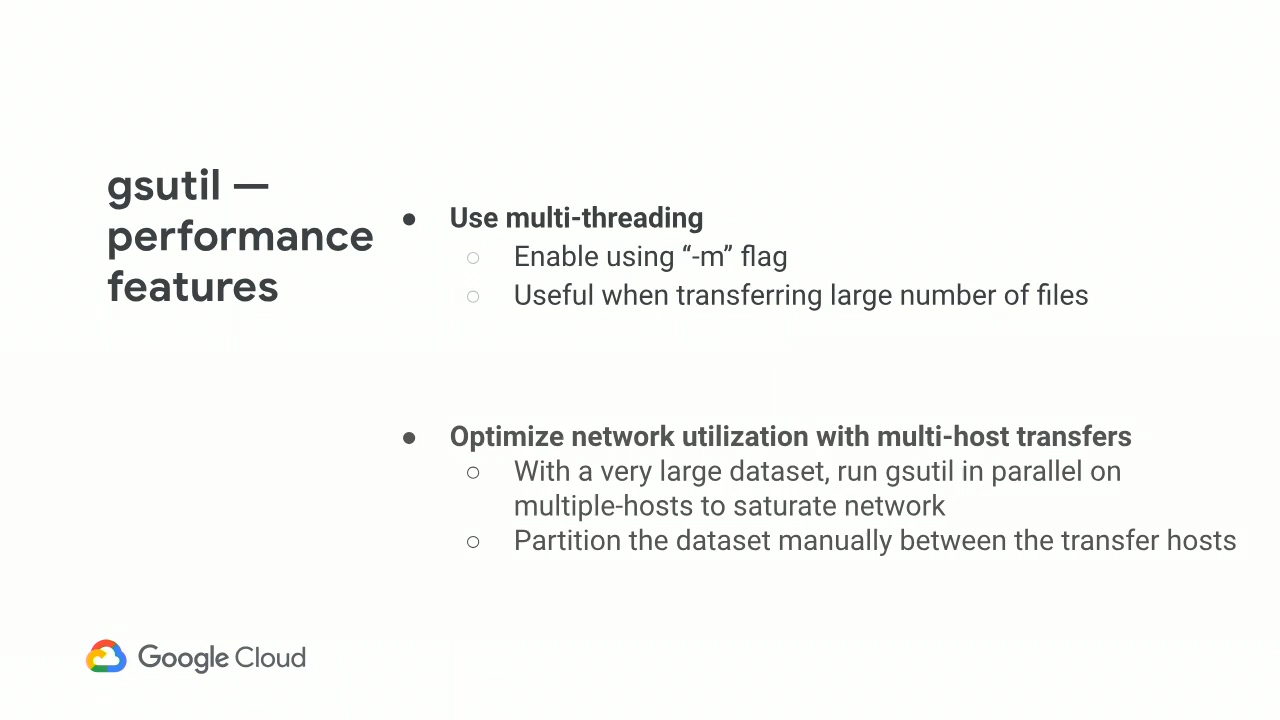 gsutil —
performance
features
● Use multi-threading
○ Enable using “-m” flag
○ Useful when transferring large number of files
● Optimize network utilization with multi-host transfers
○ With a very large dataset, run gsutil in parallel on
multiple-hosts to saturate network
○ Partition the dataset manually between the transfer hosts
Google Cloud